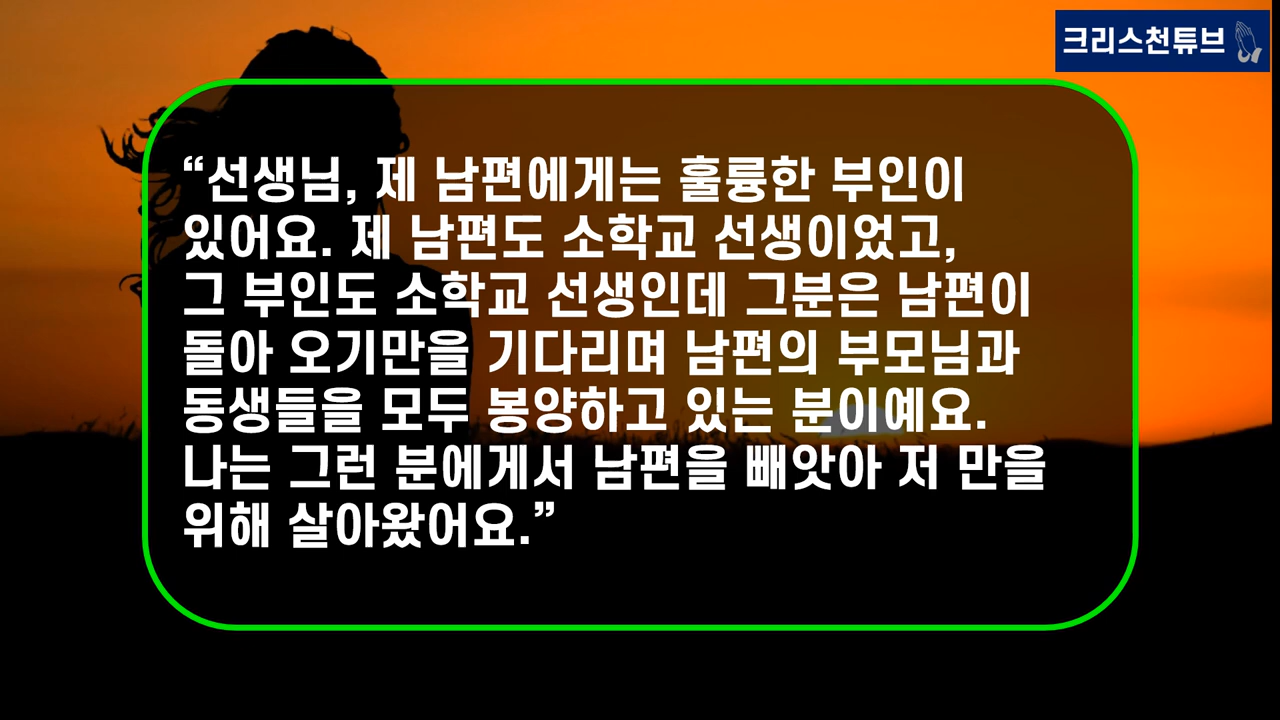 크리스천튜브
“선생님, 제 남편에게는 훌륭한 부인이
있어요. 제 남편도 소학교 선생이었고,
그 부인도 소학교 선생인데 그분은 남편이
돌아 오기만을 기다리며 남편의 부모님과
동생들을 모두 봉양하고 있는 분이예요.
나는 그런 분에게서 남편을 빼앗아 저 만을
위해 살아왔어요.”